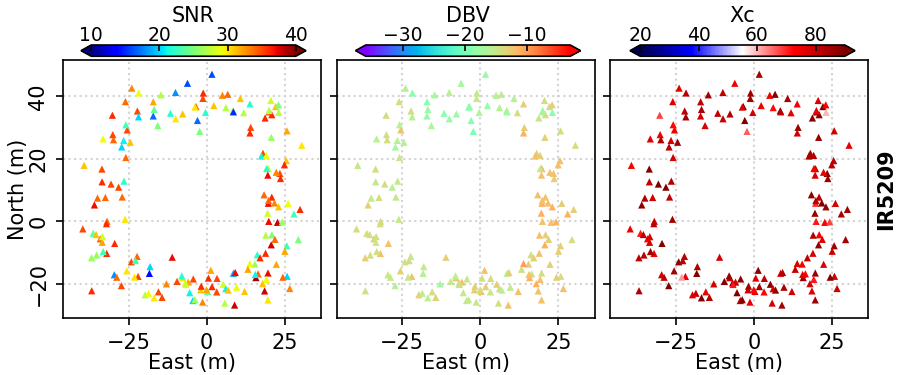 SNR DBV Xc
10 20 30 40 −30 −20 −10 20 40 60 80
North (m)
40
20
0
−20
−25 0 25 −25 0 25 −25 0 25
East (m) East (m) East (m)
IR5209